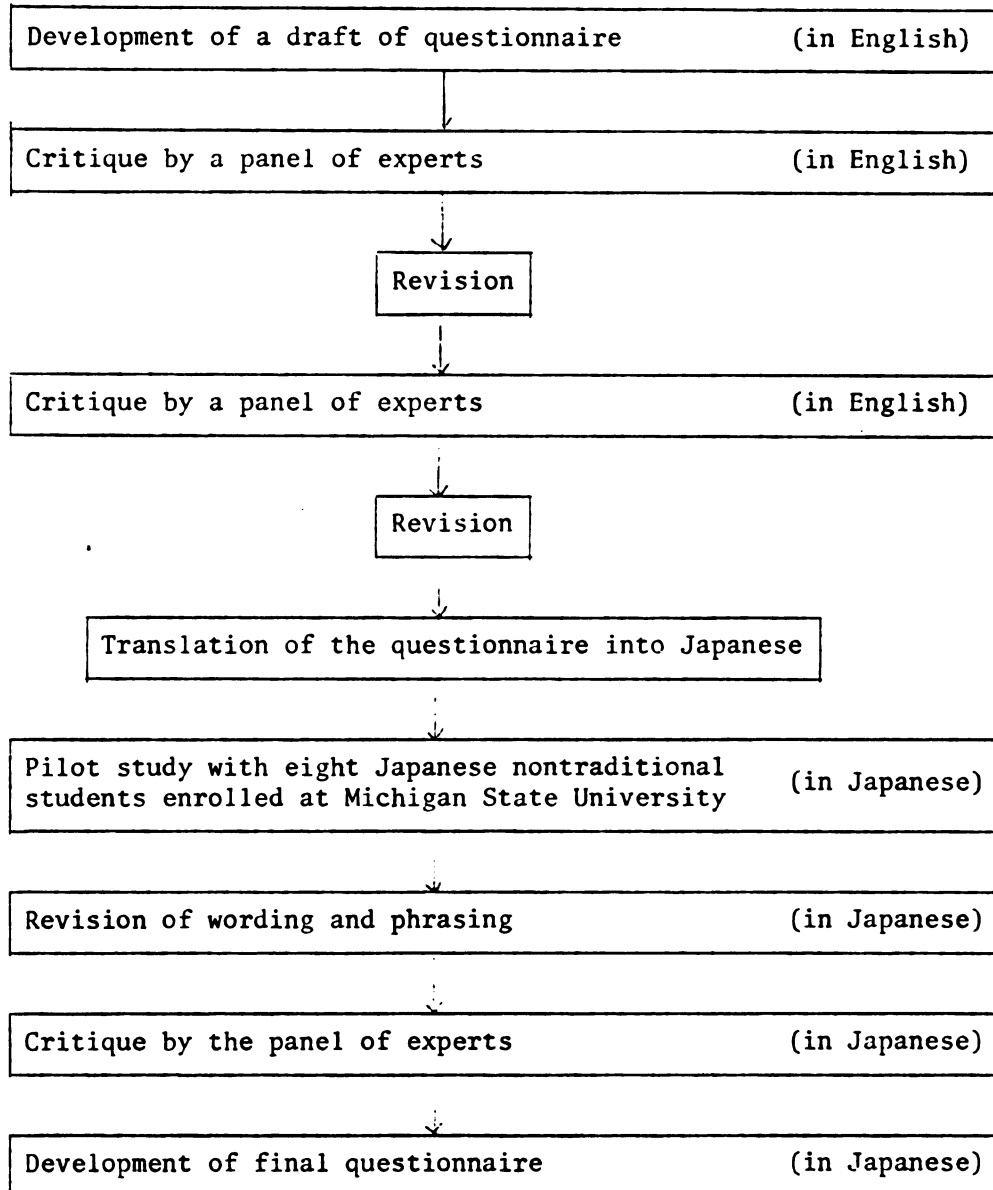 Development of a draft of questionnaire (in English)
Critique by a panel of experts (in English)
Revision
Critique by a panel of experts (in English)
Revision
Translation of the questionnaire into Japanese
Pilot study with eight Japanese nontraditional
students enrolled at Michigan State University (in Japanese)
Revision of wording and phrasing (in Japanese)
Critique by the panel of experts (in Japanese)
Development of final questionnaire (in Japanese)